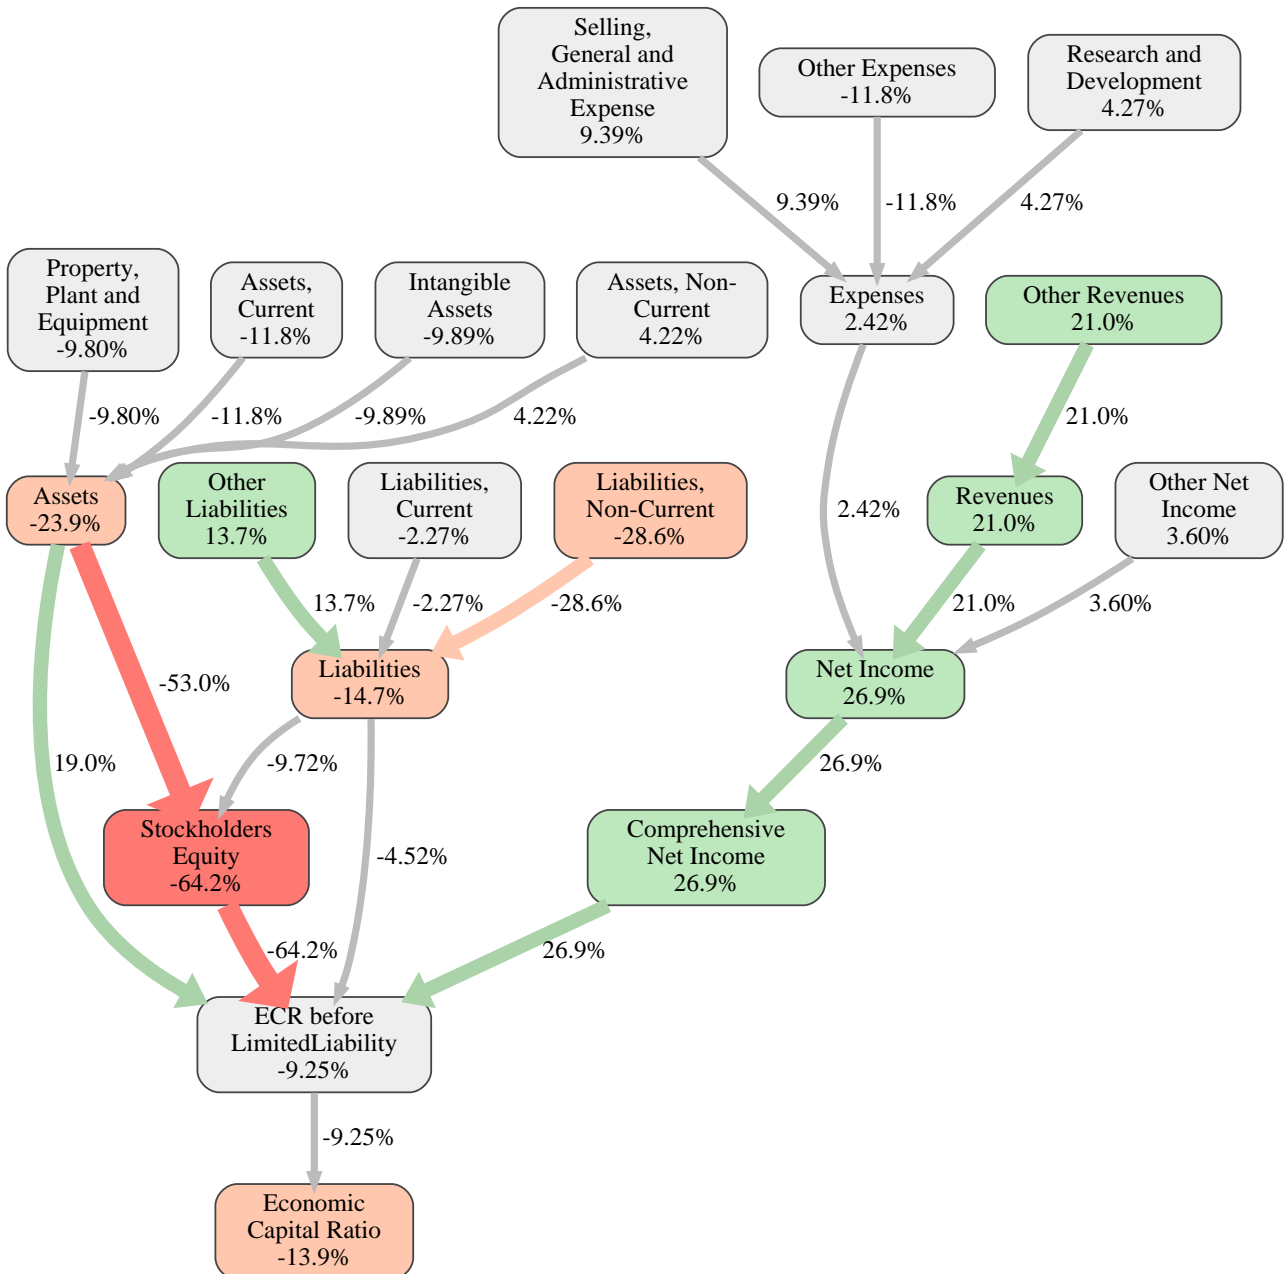 Selling,
General and
Administrative
Expense
9.39%
Other Expenses
-11.8%
Research and
Development
4.27%
9.39%
-11.8%
4.27%
Property,
Plant and
Equipment
-9.80%
Assets,
Current
-11.8%
Intangible
Assets
-9.89%
Assets, Non-
Current
4.22%
Expenses
2.42%
Other Revenues
21.0%
-9.80%
-11.8%
-9.89%
4.22%
21.0%
Assets
-23.9%
Other
Liabilities
13.7%
Liabilities,
Current
-2.27%
Liabilities,
Non-Current
-28.6%
2.42%
Revenues
21.0%
Other Net
Income
3.60%
13.7%
-2.27%
-28.6%
21.0%
3.60%
-53.0%
Liabilities
-14.7%
Net Income
26.9%
19.0%
-9.72%
26.9%
Stockholders
Equity
-64.2%
-4.52%
Comprehensive
Net Income
26.9%
-64.2%
26.9%
ECR before
LimitedLiability
-9.25%
-9.25%
Economic
Capital Ratio
-13.9%